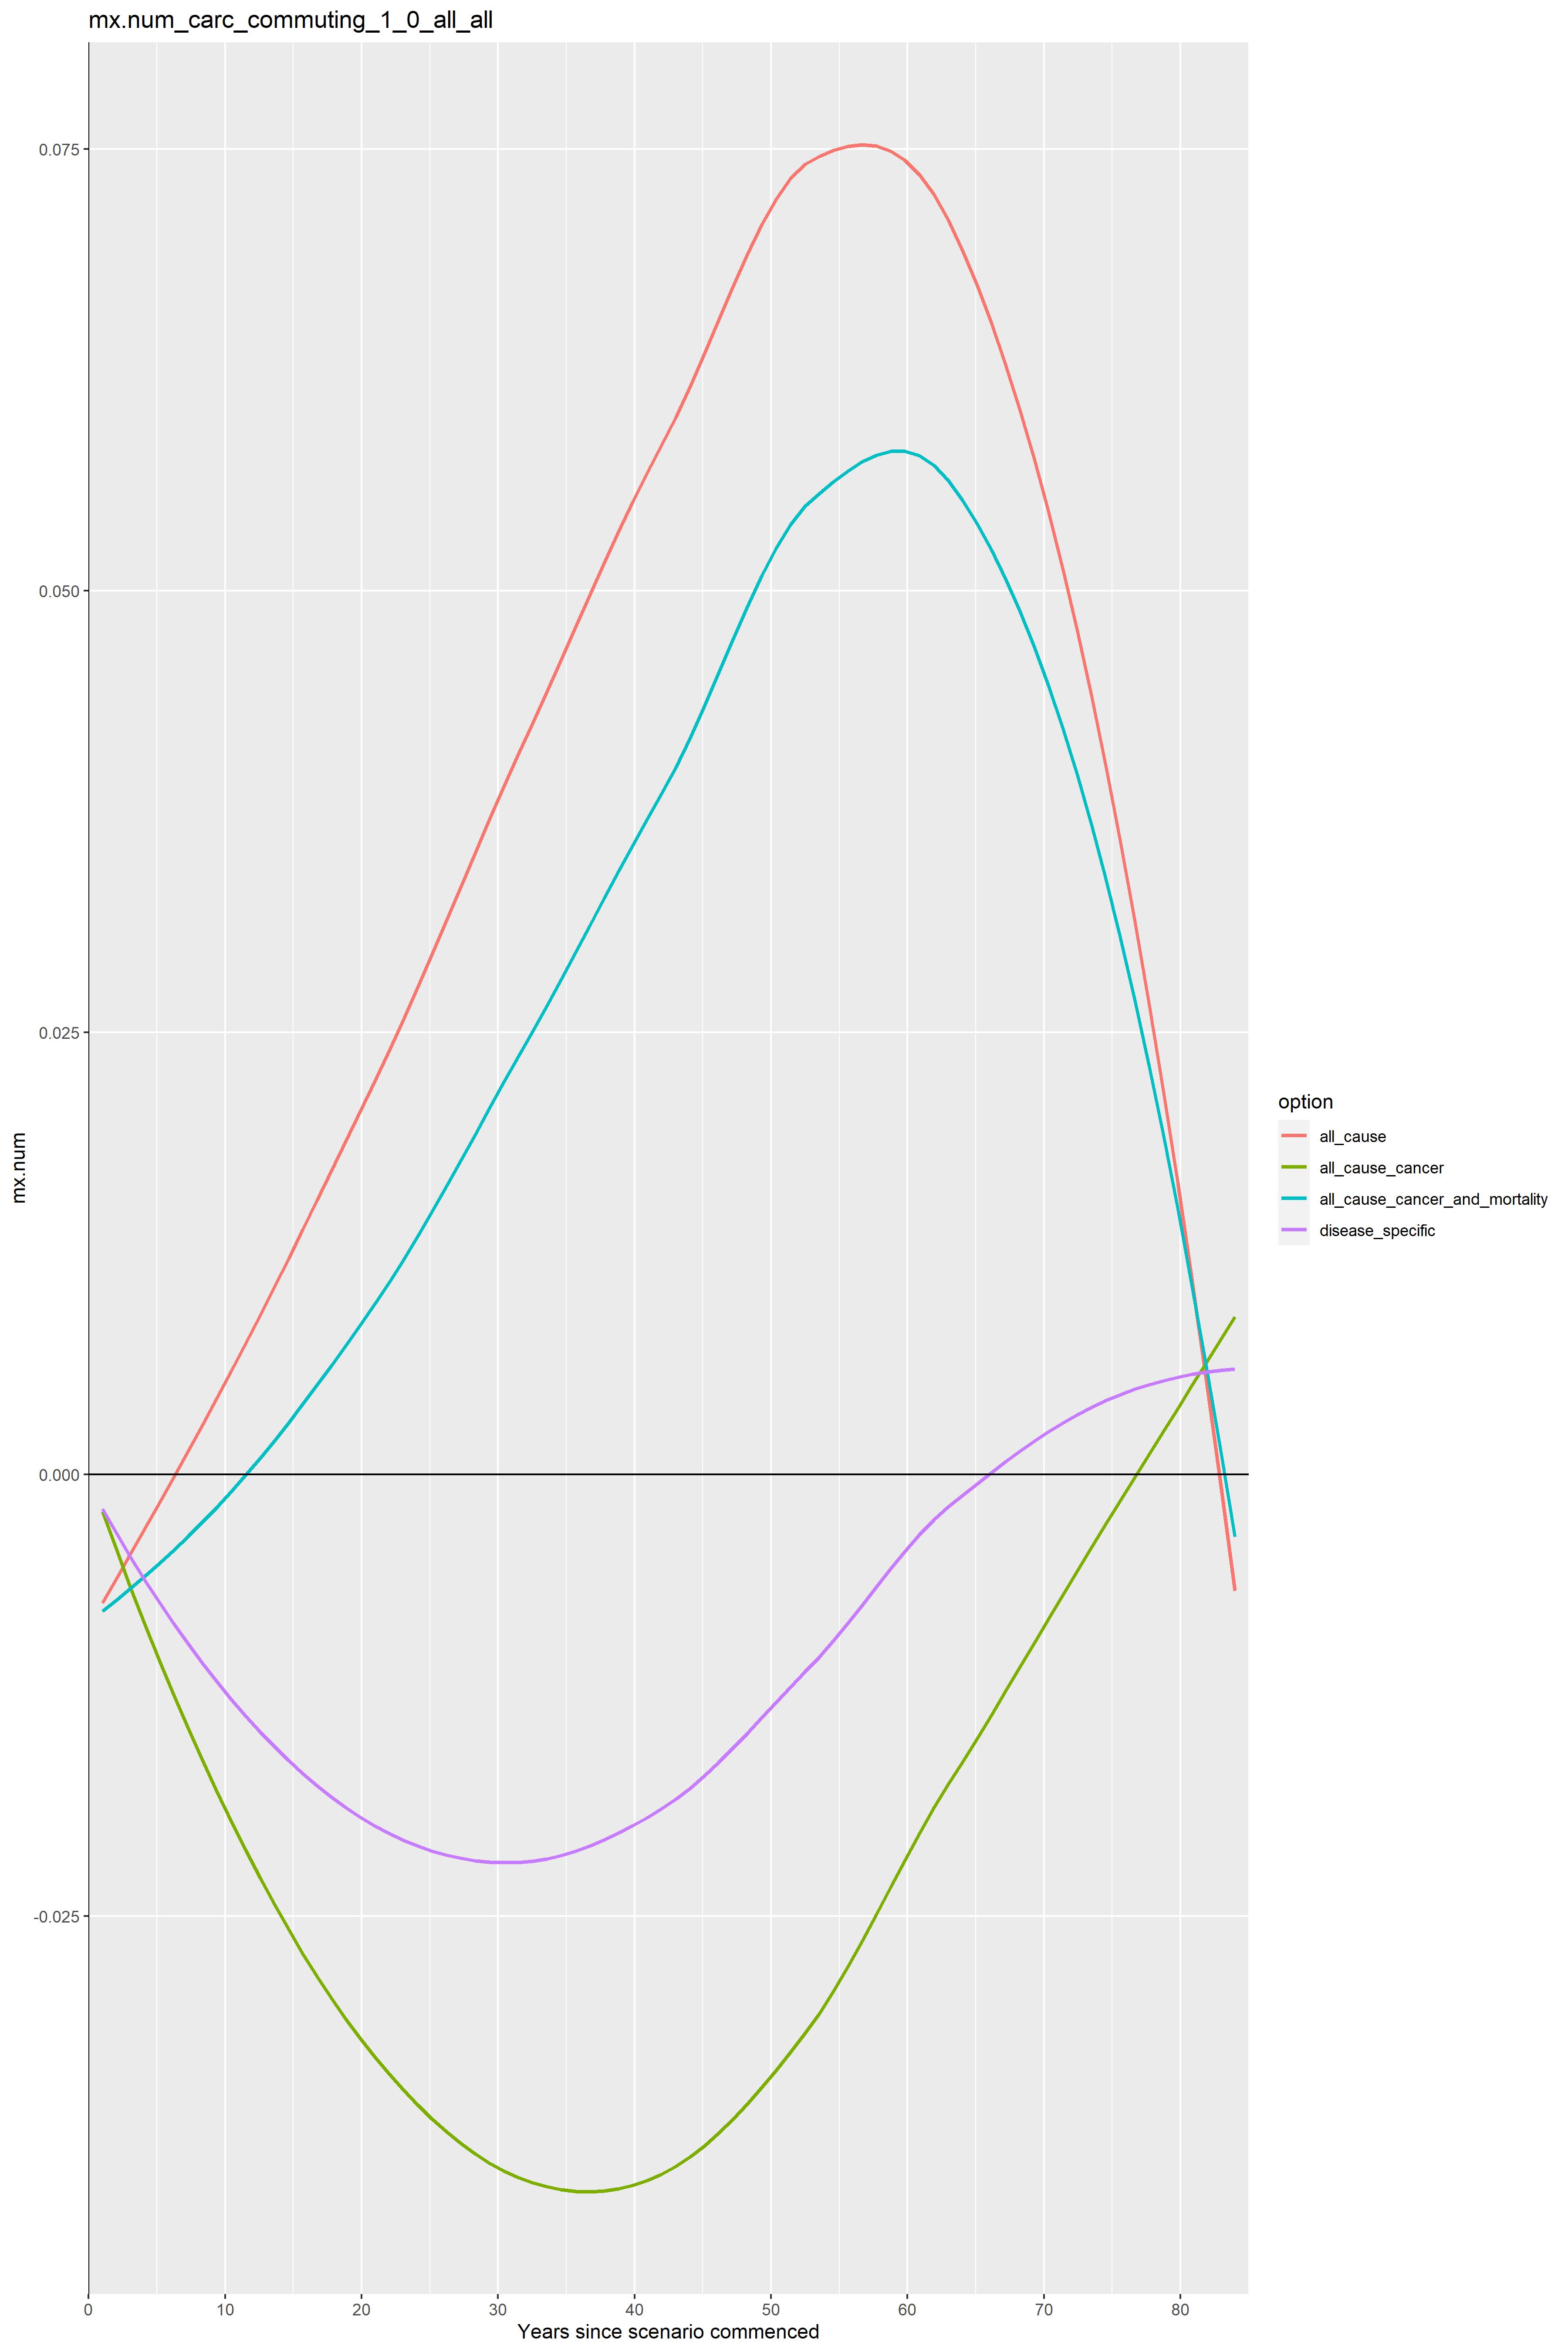 mx.num_carc_commuting_1_0_all_all
0.075
0.050
0.025
0.000
-0.025
mx.num
0 10 20 30 40 50 60 70 80
Years since scenario commenced
option
all_cause
all_cause_cancer
all_cause_cancer_and_mortality
disease_specific